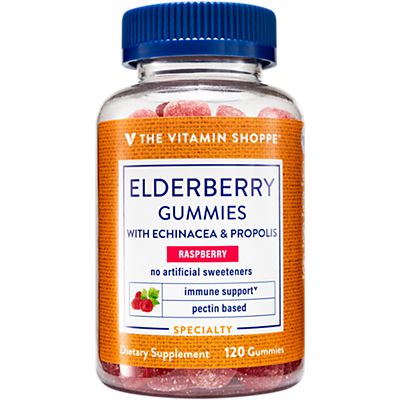 THE VITAMIN SHOPPE
ELDERBERRY
GUMMIES
WITH ECHINACEA & PROPOLIS
RASPBERRY
no artificial sweeteners
immune support▼
pectin based
SPECIALTY
Dietary Supplement 120 Gummies